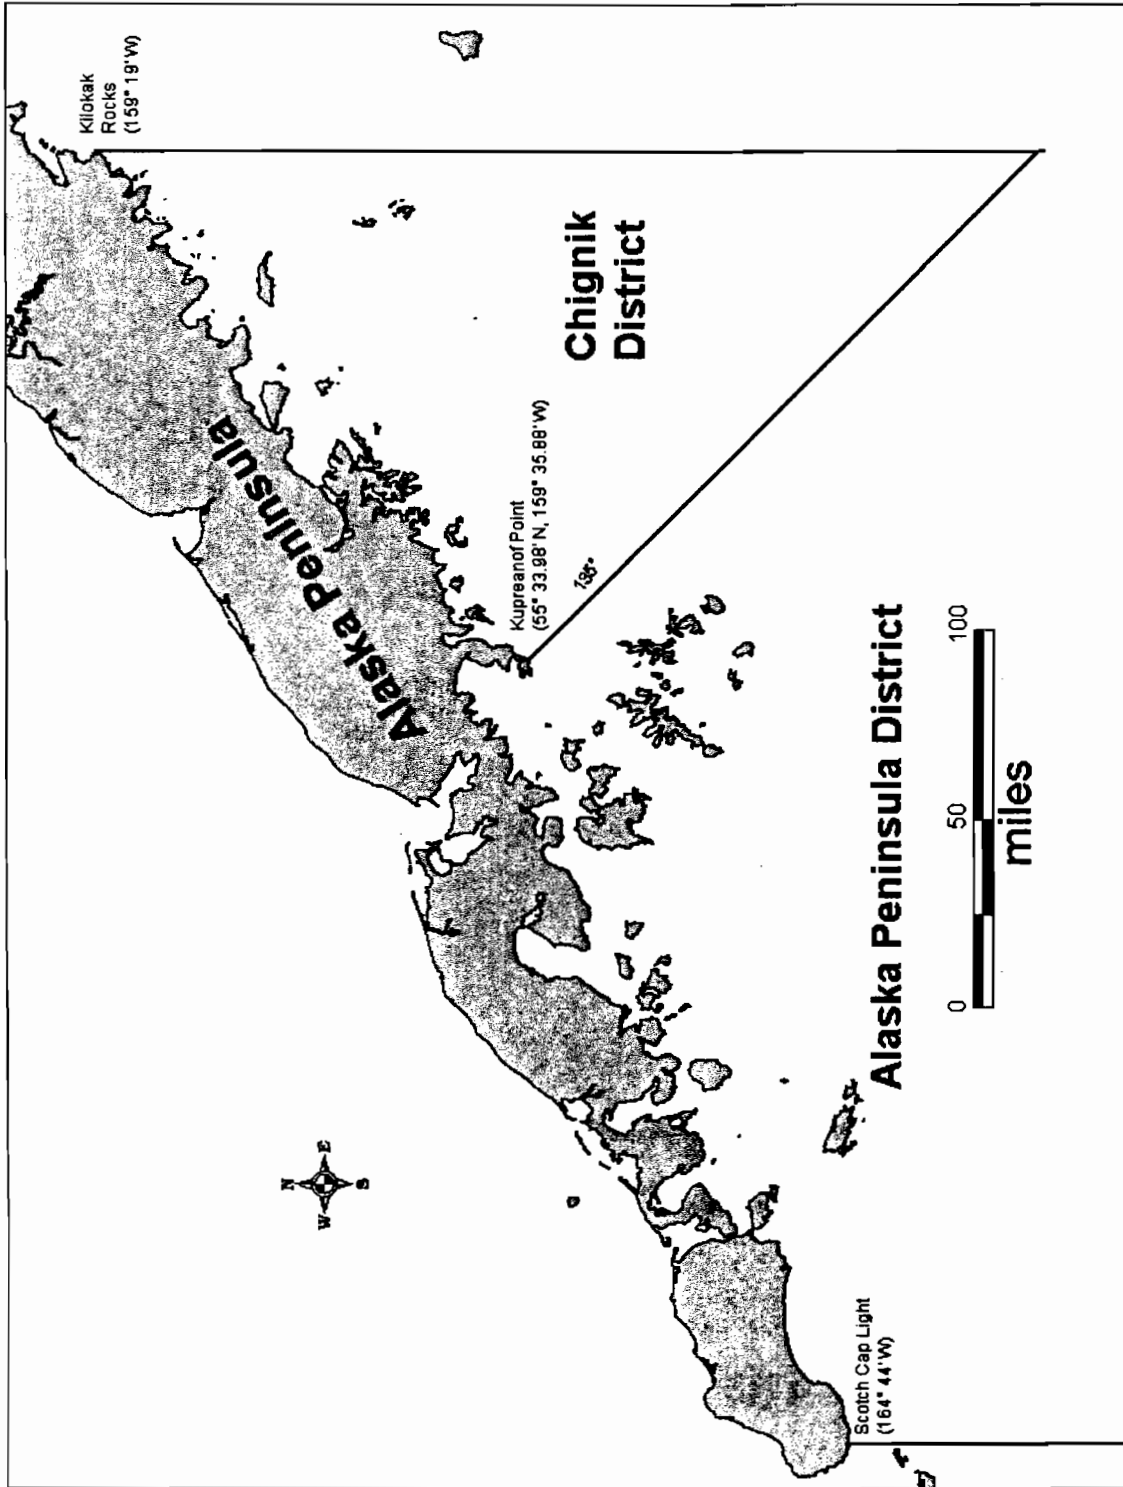 Kilokak
Rocks
(159° 19'W)
Alaska Peninsula
Chignik
District
Kupreanof Point
(55° 33.98' N, 159° 35.88' W)
135°
N
W
E
S
Alaska Peninsula District
0
50
100
miles
Scotch Cap Light
(164° 44'W)